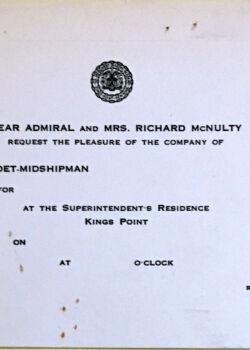 EAR ADMIRAL AND MRS. RICHARD McNULTY
REQUEST THE PLEASURE OF THE COMPANY OF
DET-MIDSHIPMAN
FOR
AT THE SUPERINTENDENT'S RESIDENCE
KINGS POINT
ON
AT O'CLOCK
R